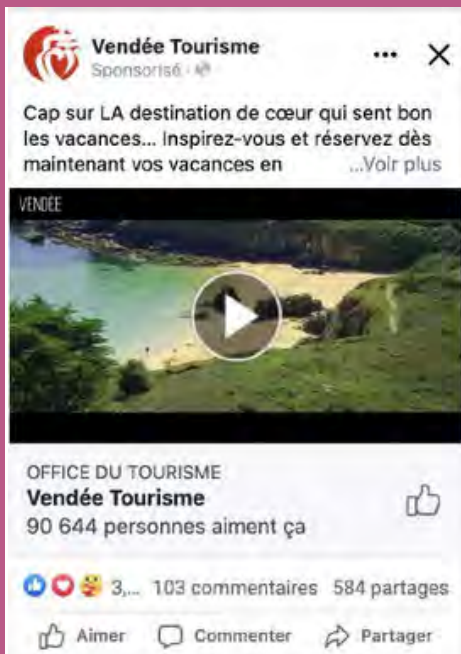 Vendée Tourisme
Sponsorisé ·
Cap sur LA destination de cœur qui sent bon
les vacances... Inspirez-vous et réservez dès
maintenant vos vacances en ...Voir plus
VENDÉE
OFFICE DU TOURISME
Vendée Tourisme
90 644 personnes aiment ça
3,... 103 commentaires 584 partages
Aimer Commenter Partager